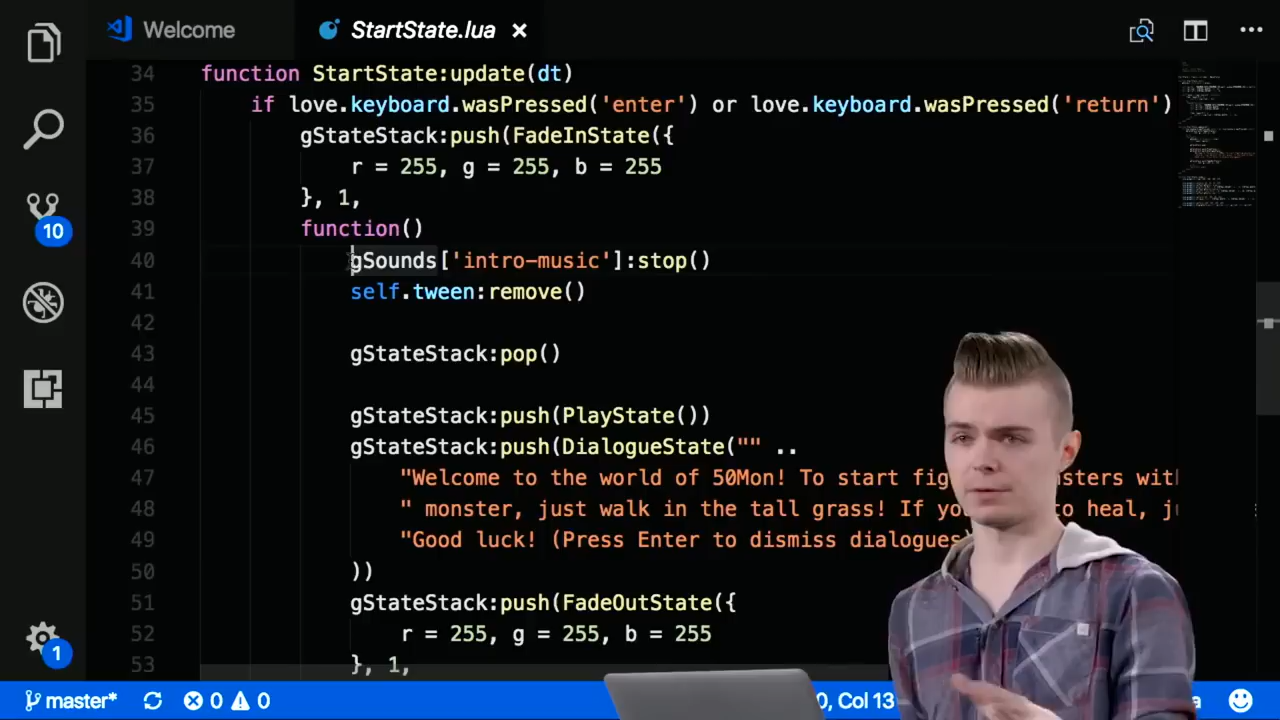 Welcome
StartState.lua
34 function StartState:update(dt)
35 if love.keyboard.wasPressed('enter') or love.keyboard.wasPressed('return')
36 gStateStack:push(FadeInState({
37 r = 255, g = 255, b = 255
38 }, 1,
39 function()
40 gSounds['intro-music']:stop()
41 self.tween:remove()
42
43 gStateStack:pop()
44
45 gStateStack:push(PlayState())
46 gStateStack:push(DialogueState("" ..
47 "Welcome to the world of 50Mon! To start fig sters wit
48 " monster, just walk in the tall grass! If yo to heal, j
49 "Good luck! (Press Enter to dismiss dialogues
50 ))
51 gStateStack:push(FadeOutState({
52 r = 255, g = 255, b = 255
53 }, 1,
10
1
master* 0 0 0, Col 13 a